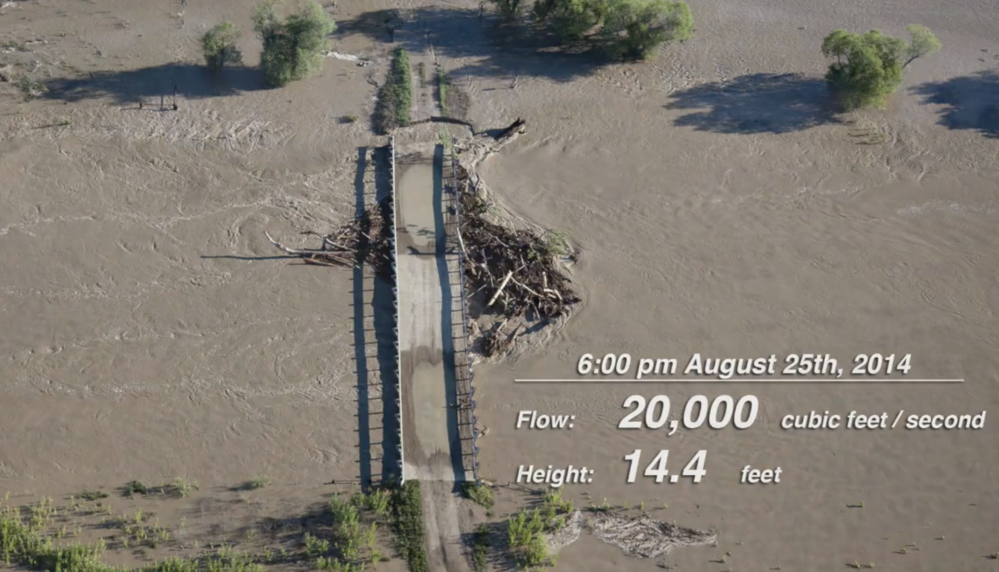 6:00 pm August 25th, 2014
Flow: 20,000 cubic feet / second
Height: 14.4 feet